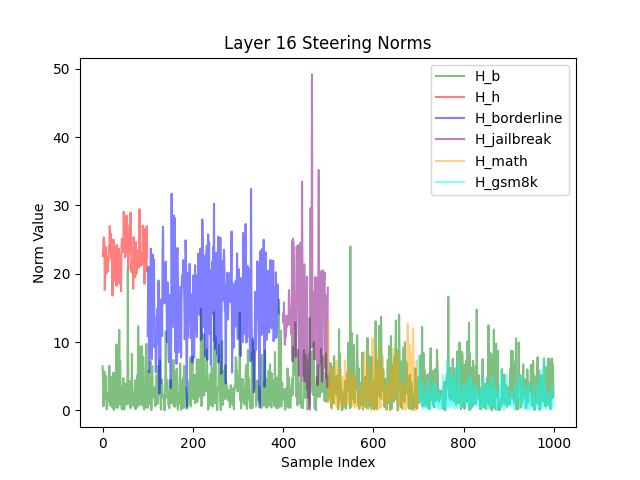 Layer 16 Steering Norms
50
40
30
20
10
0
Norm Value
H_b
H_h
H_borderline
H_jailbreak
H_math
H_gsm8k
0 200 400 600 800 1000
Sample Index